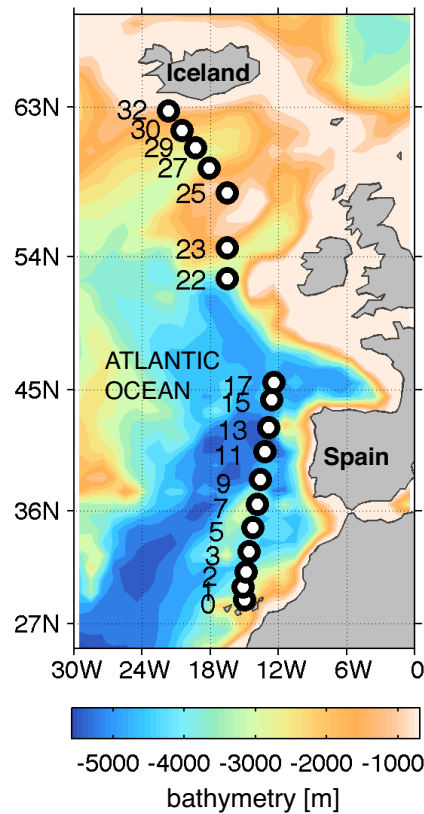 Iceland
63N
32
30
29
27
25
23
54N
22
ATLANTIC
OCEAN
17
45N
15
13
11
Spain
9
7
36N
5
3
2
1
0
27N
30W 24W 18W 12W 6W 0
-5000 -4000 -3000 -2000 -1000
bathymetry [m]